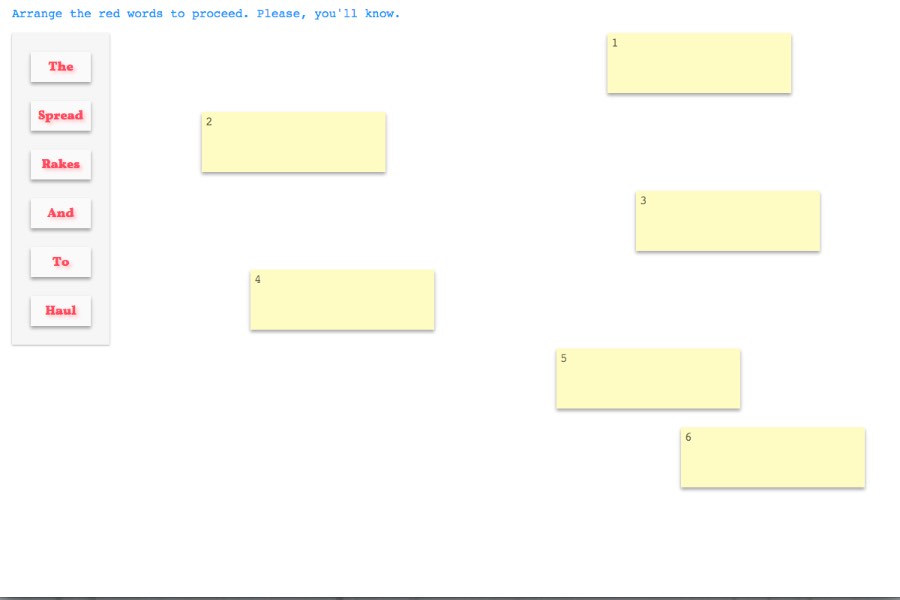 Arrange the red words to proceed. Please, you'll know.
The
Spread
Rakes
And
To
Haul
1
2
3
4
5
6